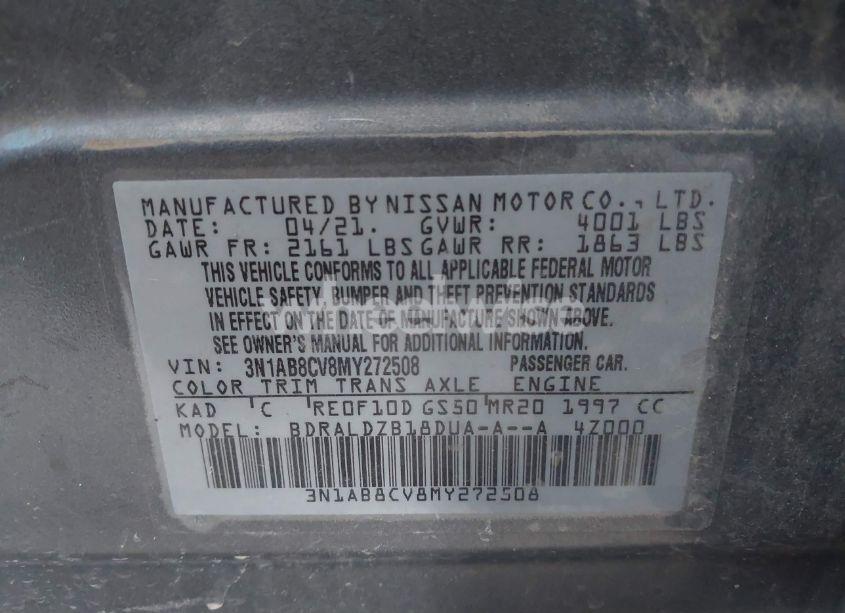 MANUFACTURED BY NISSAN MOTOR CO., LTD.
DATE: 04/21. GVWR: 4001 LBS
GAWR FR: 2161 LBS GAWR RR: 1863 LBS
THIS VEHICLE CONFORMS TO ALL APPLICABLE FEDERAL MOTOR
VEHICLE SAFETY, BUMPER AND THEFT PREVENTION STANDARDS
IN EFFECT ON THE DATE OF MANUFACTURE SHOWN ABOVE.
SEE OWNER'S MANUAL FOR ADDITIONAL INFORMATION.
VIN: 3N1AB8CV8MY272508 PASSENGER CAR.
COLOR TRIM TRANS AXLE ENGINE
KAD C RE0F10D GS50 MR20 1997 CC
MODEL: BDRALDZB18DUA-A--A 4Z000
3N1AB8CV8MY272508